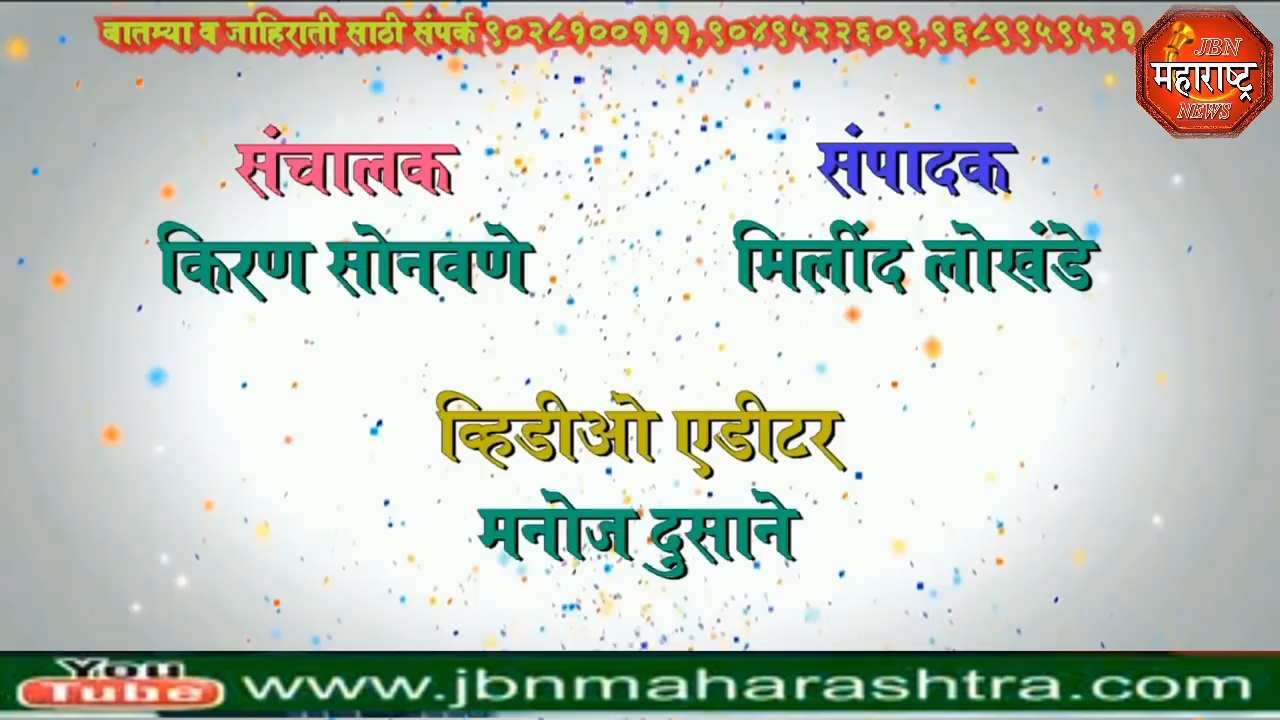 बातम्या व जाहिराती साठी संपर्क ९०२८१००१११,९०४९५२२६०९,९६८९९५९५२१
JBN
महाराष्ट्र
NEWS
संचालक
संपादक
किरण सोनवणे
मिलींद लोखंडे
व्हिडीओ एडीटर
मनोज दुसाने
You
Tube
www.jbnmaharashtra.com